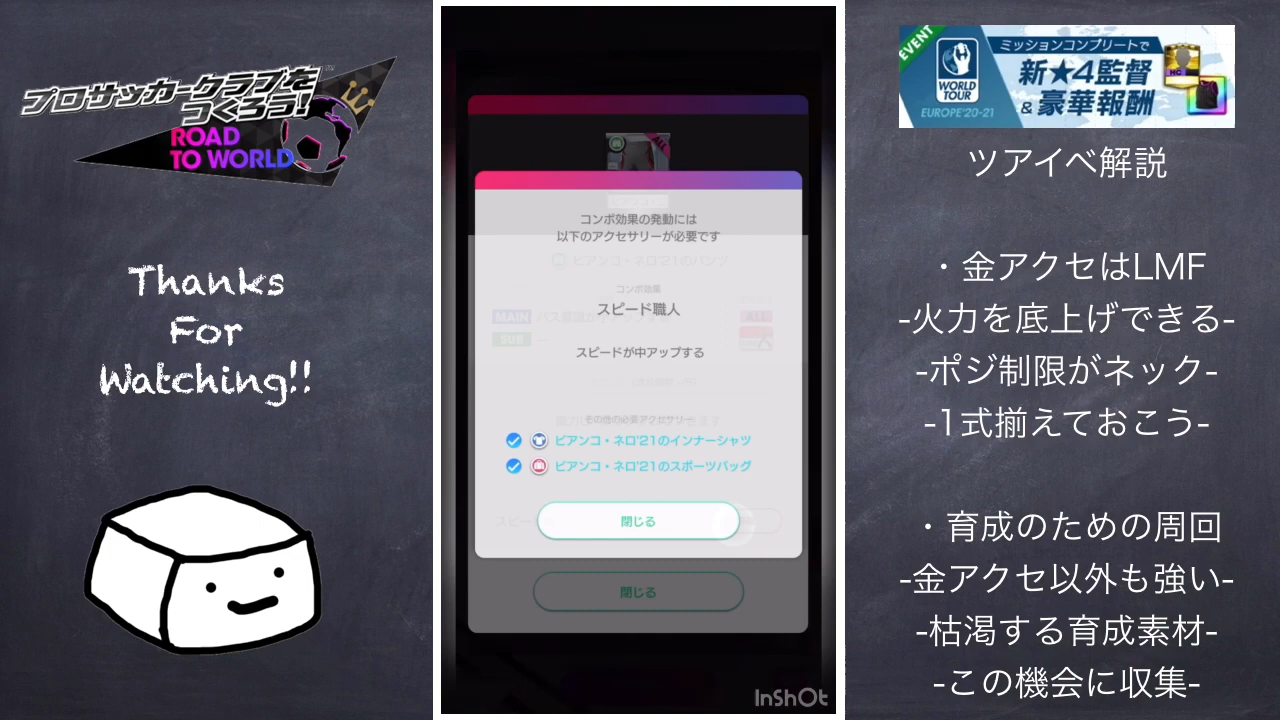 プロサッカークラブを
つくろう!
ROAD
TO WORLD
Thanks
For
Watching!!
ALL
コンボ効果の発動には
以下のアクセサリーが必要です
ビアンコ・ネロ'21のパンツ
コンボ効果
スピード職人
MAIN
ALL
SUB
スピードが中アップする
その他の必要アクセサリー
ビアンコ・ネロ'21のインナーシャツ
ビアンコ・ネロ'21のスポーツバッグ
スピー
閉じる
閉じる
InShOt
EVENT
WORLD
TOUR
EUROPE'20-21
ミッションコンプリートで
新★4監督
&豪華報酬
HC
ツアイベ解説
・金アクセはLMF
-火力を底上げできる-
-ポジ制限がネック-
-1式揃えておこう-
・育成のための周回
-金アクセ以外も強い-
-枯渇する育成素材-
-この機会に収集-